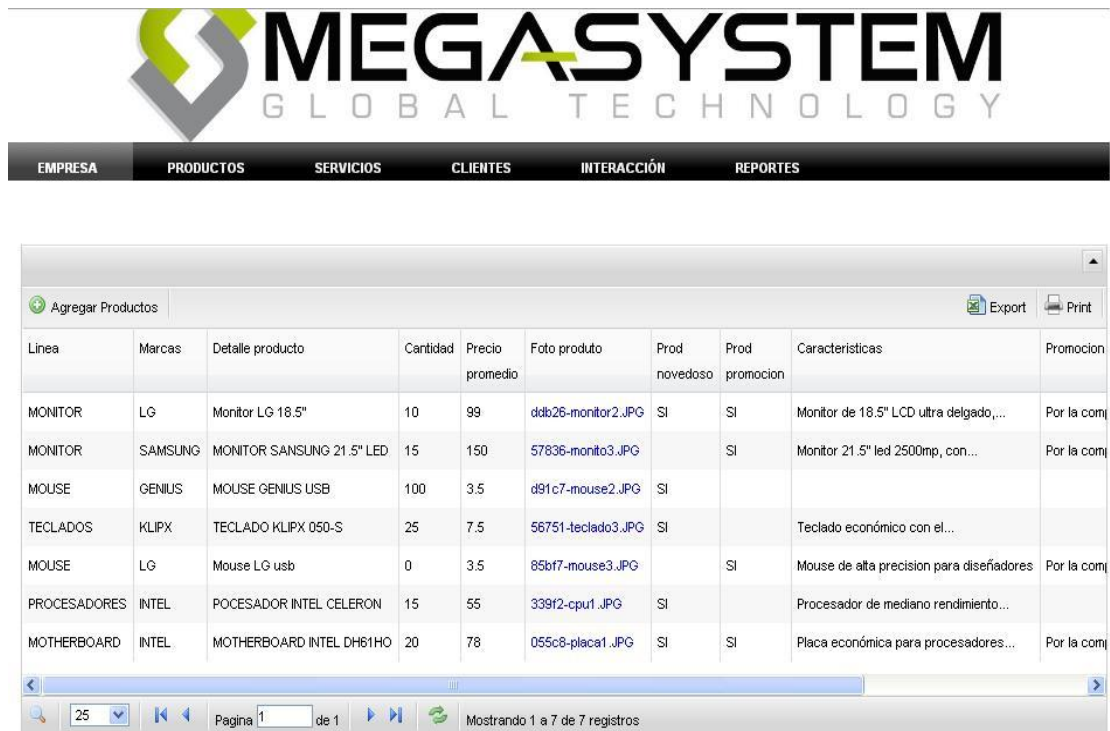 MEGASYSTEM
GLOBAL TECHNOLOGY
EMPRESA PRODUCTOS SERVICIOS CLIENTES INTERACCIÓN REPORTES
Agregar Productos Export Print
Linea Marcas Detalle producto Cantidad Precio promedio Foto produto Prod novedoso Prod promocion Caracteristicas Promocion
MONITOR LG Monitor LG 18.5" 10 99 ddb26-monitor2.JPG SI SI Monitor de 18.5" LCD ultra delgado,... Por la com
MONITOR SAMSUNG MONITOR SANSUNG 21.5" LED 15 150 57836-monito3.JPG SI Monitor 21.5" led 2500mp, con... Por la com
MOUSE GENIUS MOUSE GENIUS USB 100 3.5 d91c7-mouse2.JPG SI
TECLADOS KLIPX TECLADO KLIPX 050-S 25 7.5 56751-teclado3.JPG SI Teclado económico con el...
MOUSE LG Mouse LG usb 0 3.5 85bf7-mouse3.JPG SI Mouse de alta precision para diseñadores Por la com
PROCESADORES INTEL POCESADOR INTEL CELERON 15 55 339f2-cpu1.JPG SI Procesador de mediano rendimiento...
MOTHERBOARD INTEL MOTHERBOARD INTEL DH61HO 20 78 055c8-placa1.JPG SI SI Placa económica para procesadores... Por la com
25 Pagina 1 de 1 Mostrando 1 a 7 de 7 registros